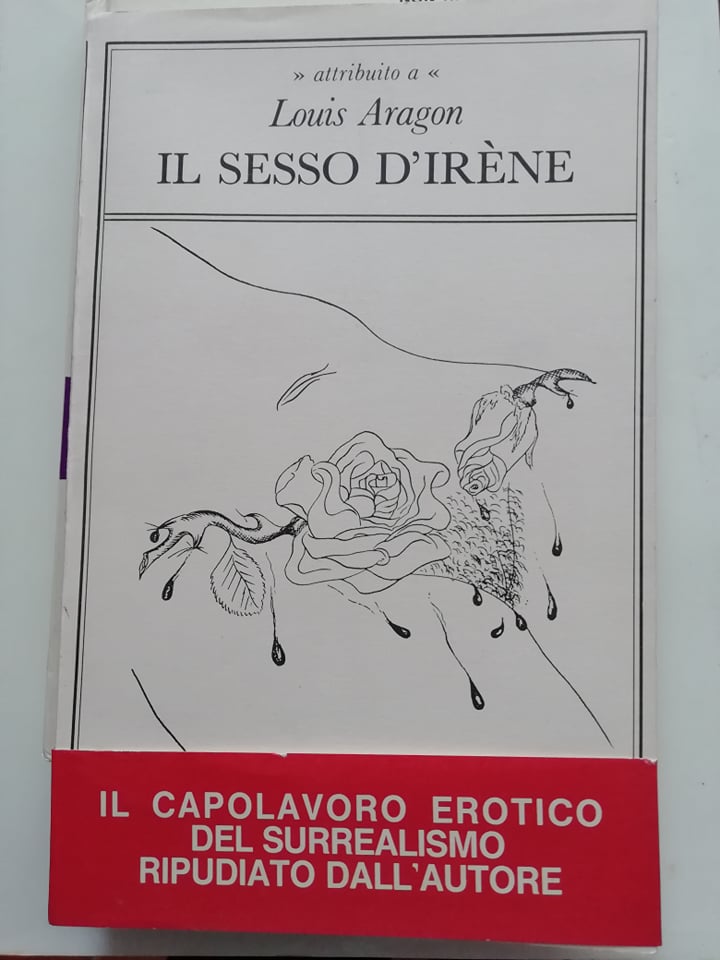 » attribuito a «
Louis Aragon
IL SESSO D'IRÈNE
IL CAPOLAVORO EROTICO
DEL SURREALISMO
RIPUDIATO DALL'AUTORE